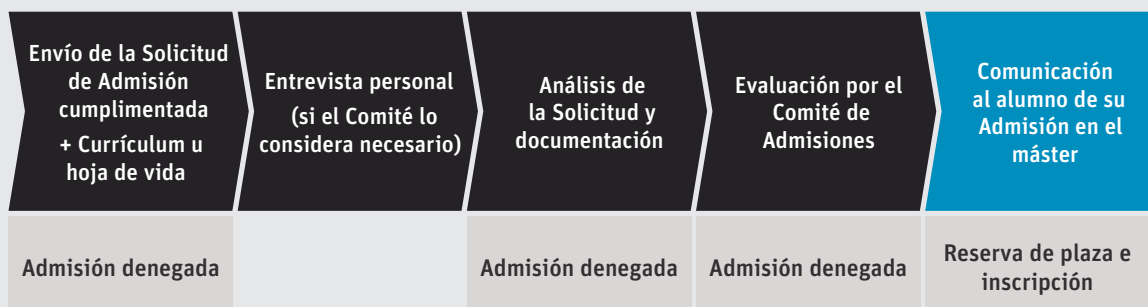 Envío de la Solicitud
de Admisión
cumplimentada
+ Currículum u
hoja de vida
Entrevista personal
(si el Comité lo
considera necesario)
Análisis de
la Solicitud y
documentación
Evaluación por el
Comité de
Admisiones
Comunicación
al alumno de su
Admisión en el
máster
Admisión denegada
Admisión denegada
Admisión denegada
Reserva de plaza e
inscripción